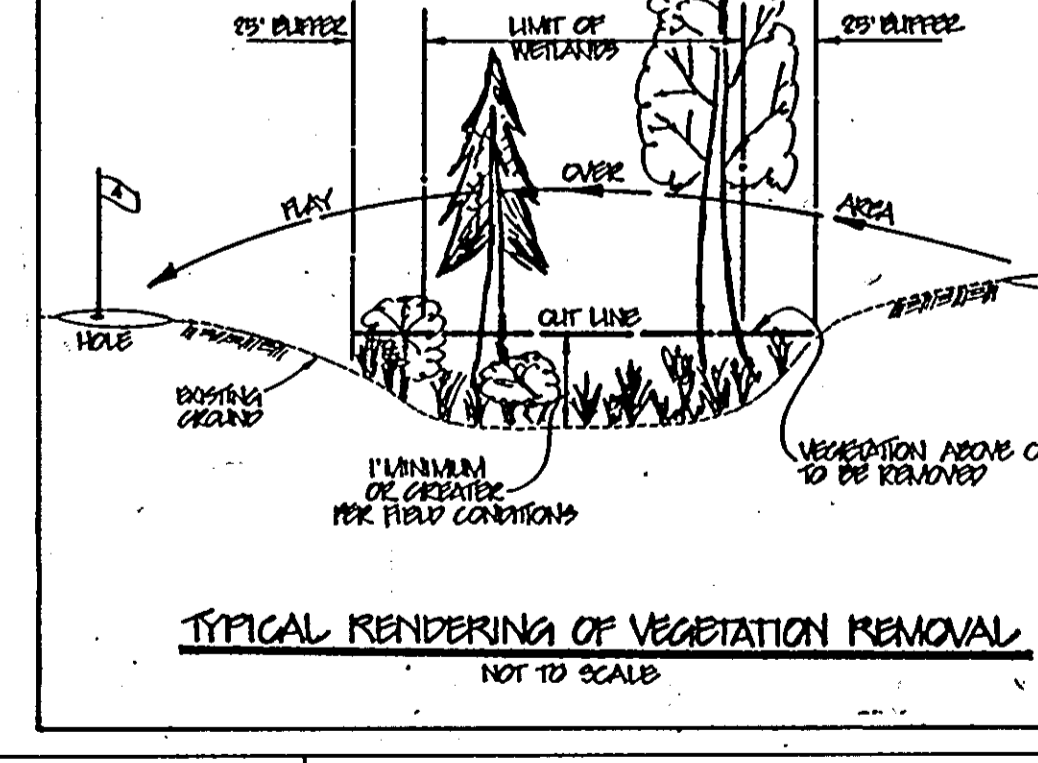 25' BUFFER
LIMIT OF
WETLANDS
25' BUFFER
PLAY
OVER
AREA
HOLE
CUT LINE
EXISTING
GROUND
1' MINIMUM
OR GREATER
PER FIELD CONDITIONS
VEGETATION ABOVE C
TO BE REMOVED
TYPICAL RENDERING OF VEGETATION REMOVAL
NOT TO SCALE